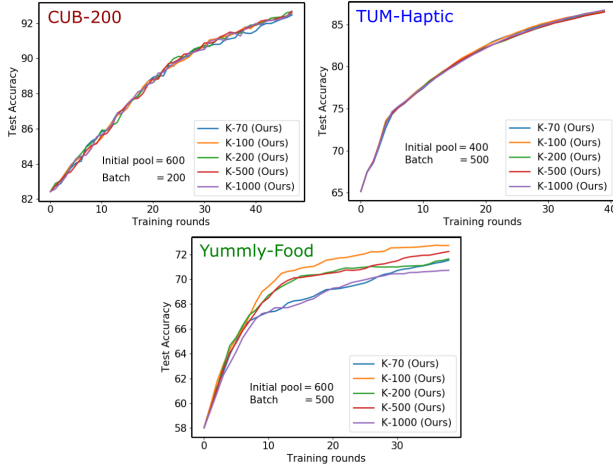 CUB-200
92
90
88
86
84
82
Test Accuracy
K-70 (Ours)
K-100 (Ours)
K-200 (Ours)
K-500 (Ours)
K-1000 (Ours)
Initial pool = 600
Batch = 200
0 10 20 30 40
Training rounds
TUM-Haptic
85
80
75
70
65
Test Accuracy
K-70 (Ours)
K-100 (Ours)
K-200 (Ours)
K-500 (Ours)
K-1000 (Ours)
Initial pool = 400
Batch = 500
0 10 20 30 40
Training rounds
Yummly-Food
72
70
68
66
64
62
60
58
Test Accuracy
K-70 (Ours)
K-100 (Ours)
K-200 (Ours)
K-500 (Ours)
K-1000 (Ours)
Initial pool = 600
Batch = 500
0 10 20 30
Training rounds